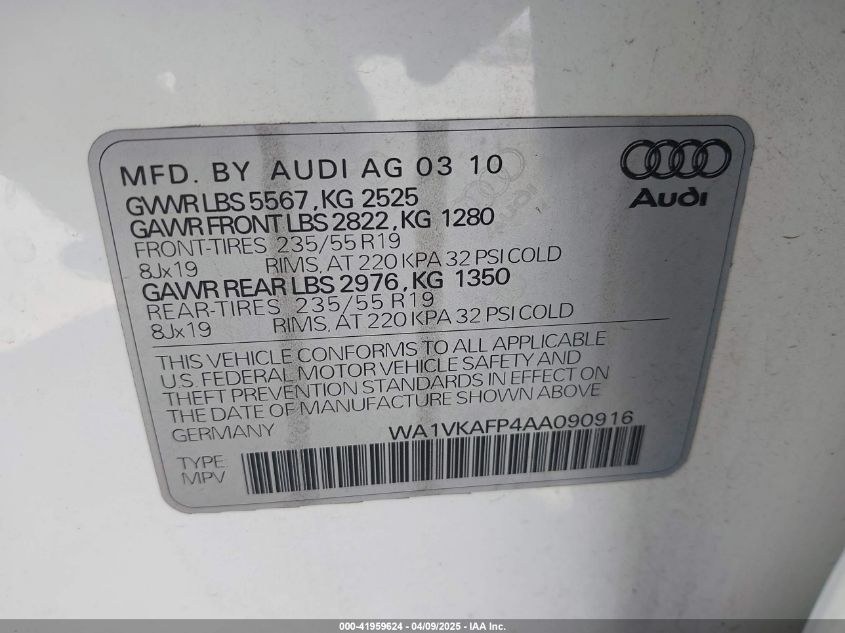 MFD. BY AUDI AG 03 10
GVWR LBS 5567, KG 2525
GAWR FRONT LBS 2822, KG 1280
FRONT-TIRES 235/55 R19
8Jx19 RIMS, AT 220 KPA 32 PSI COLD
GAWR REAR LBS 2976, KG 1350
REAR-TIRES 235/55 R19
8Jx19 RIMS, AT 220 KPA 32 PSI COLD
Audi
THIS VEHICLE CONFORMS TO ALL APPLICABLE
U.S. FEDERAL MOTOR VEHICLE SAFETY AND
THEFT PREVENTION STANDARDS IN EFFECT ON
THE DATE OF MANUFACTURE SHOWN ABOVE
GERMANY WA1VKAFP4AA090916
TYPE
MPV
000-41959624 - 04/09/2025 - IAA Inc.